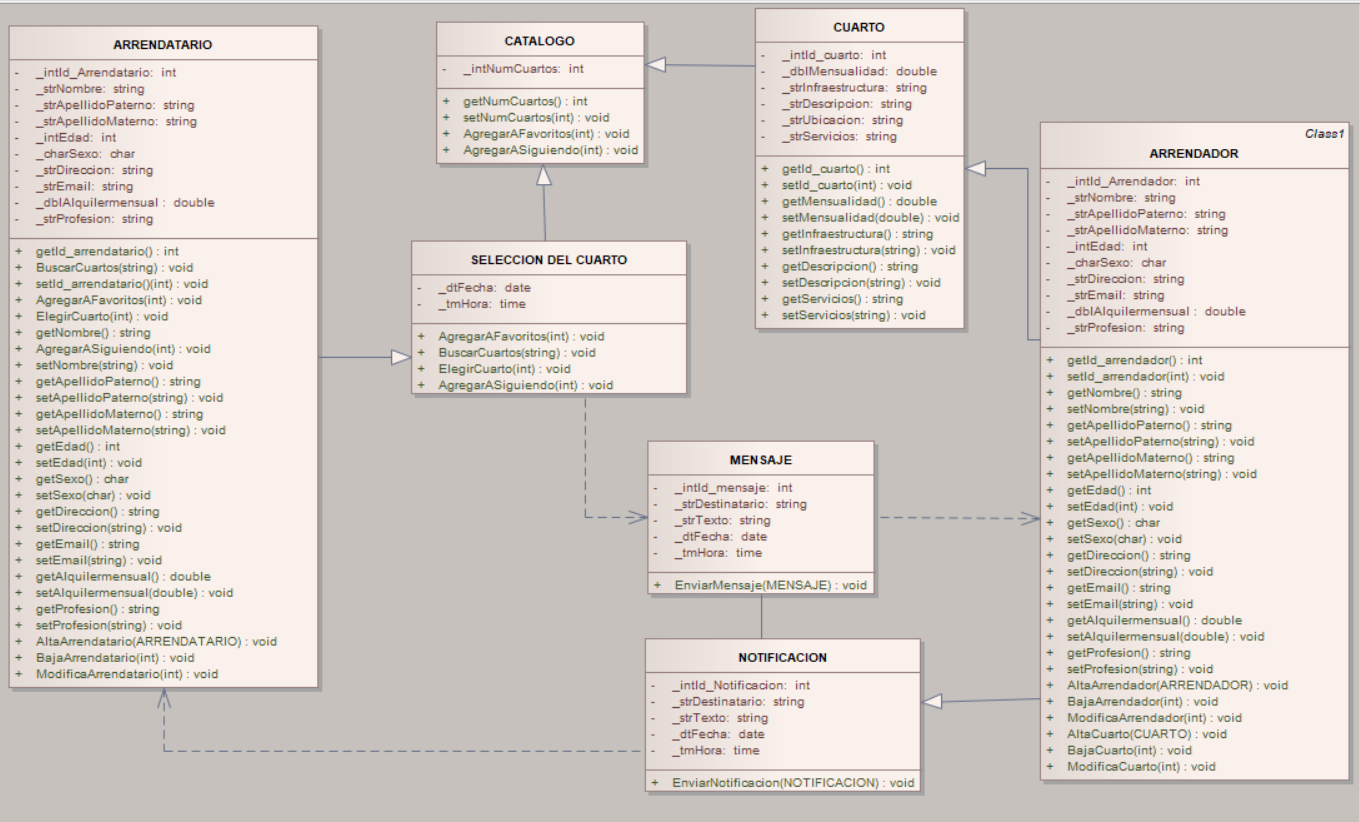 ARRENDATARIO
- _intId_Arrendatario: int
- _strNombre: string
- _strApellidoPaterno: string
- _strApellidoMaterno: string
- _intEdad: int
- _charSexo: char
- _strDireccion: string
- _strEmail: string
- _dblAlquilermensual : double
- _strProfesion: string
+ getId_arrendatario() : int
+ BuscarCuartos(string) : void
+ setId_arrendatario()(int) : void
+ AgregarAFavoritos(int) : void
+ ElegirCuarto(int) : void
+ getNombre() : string
+ AgregarASiguiendo(int) : void
+ setNombre(string) : void
+ getApellidoPaterno() : string
+ setApellidoPaterno(string) : void
+ getApellidoMaterno() : string
+ setApellidoMaterno(string) : void
+ getEdad() : int
+ setEdad(int) : void
+ getSexo() : char
+ setSexo(char) : void
+ getDireccion() : string
+ setDireccion(string) : void
+ getEmail() : string
+ setEmail(string) : void
+ getAlquilermensual() : double
+ setAlquilermensual(double) : void
+ getProfesion() : string
+ setProfesion(string) : void
+ AltaArrendatario(ARRENDATARIO) : void
+ BajaArrendatario(int) : void
+ ModificaArrendatario(int) : void
CATALOGO
- _intNumCuartos: int
+ getNumCuartos() : int
+ setNumCuartos(int) : void
+ AgregarAFavoritos(int) : void
+ AgregarASiguiendo(int) : void
SELECCION DEL CUARTO
- _dtFecha: date
- _tmHora: time
+ AgregarAFavoritos(int) : void
+ BuscarCuartos(string) : void
+ ElegirCuarto(int) : void
+ AgregarASiguiendo(int) : void
CUARTO
- _intId_cuarto: int
- _dblMensualidad: double
- _strInfraestructura: string
- _strDescripcion: string
- _strUbicacion: string
- _strServicios: string
+ getId_cuarto() : int
+ setId_cuarto(int) : void
+ getMensualidad() : double
+ setMensualidad(double) : void
+ getInfraestructura() : string
+ setInfraestructura(string) : void
+ getDescripcion() : string
+ setDescripcion(string) : void
+ getServicios() : string
+ setServicios(string) : void
MENSAJE
- _intId_mensaje: int
- _strDestinatario: string
- _strTexto: string
- _dtFecha: date
- _tmHora: time
+ EnviarMensaje(MENSAJE) : void
NOTIFICACION
- _intId_Notificacion: int
- _strDestinatario: string
- _strTexto: string
- _dtFecha: date
- _tmHora: time
+ EnviarNotificacion(NOTIFICACION) : void
Class1
ARRENDADOR
- _intId_Arrendador: int
- _strNombre: string
- _strApellidoPaterno: string
- _strApellidoMaterno: string
- _intEdad: int
- _charSexo: char
- _strDireccion: string
- _strEmail: string
- _dblAlquilermensual : double
- _strProfesion: string
+ getId_arrendador() : int
+ setId_arrendador(int) : void
+ getNombre() : string
+ setNombre(string) : void
+ getApellidoPaterno() : string
+ setApellidoPaterno(string) : void
+ getApellidoMaterno() : string
+ setApellidoMaterno(string) : void
+ getEdad() : int
+ setEdad(int) : void
+ getSexo() : char
+ setSexo(char) : void
+ getDireccion() : string
+ setDireccion(string) : void
+ getEmail() : string
+ setEmail(string) : void
+ getAlquilermensual() : double
+ setAlquilermensual(double) : void
+ getProfesion() : string
+ setProfesion(string) : void
+ AltaArrendador(ARRENDADOR) : void
+ BajaArrendador(int) : void
+ ModificaArrendador(int) : void
+ AltaCuarto(CUARTO) : void
+ BajaCuarto(int) : void
+ ModificaCuarto(int) : void